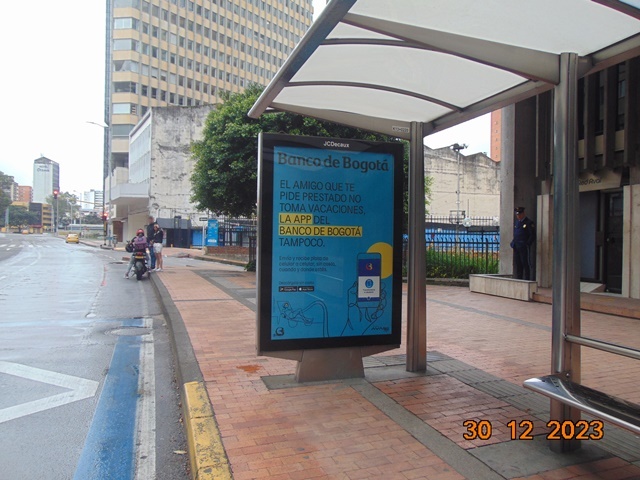 JCDecaux
Banco de Bogotá
EL AMIGO QUE TE
PIDE PRESTADO NO
TOMA VACACIONES,
LA APP DEL
BANCO DE BOGOTÁ
TAMPOCO.
30 12 2023